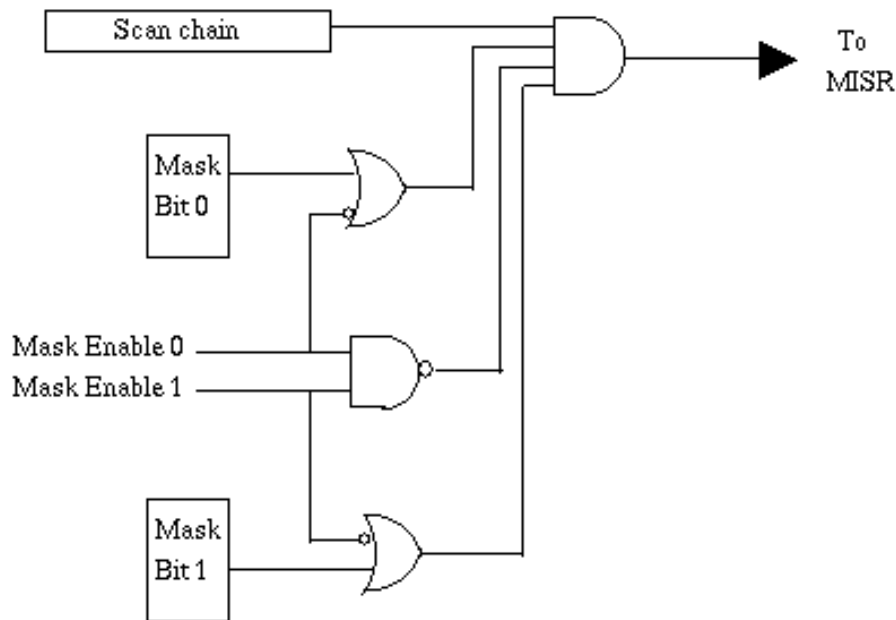 Scan chain
To
MISR
Mask
Bit 0
Mask Enable 0
Mask Enable 1
Mask
Bit 1